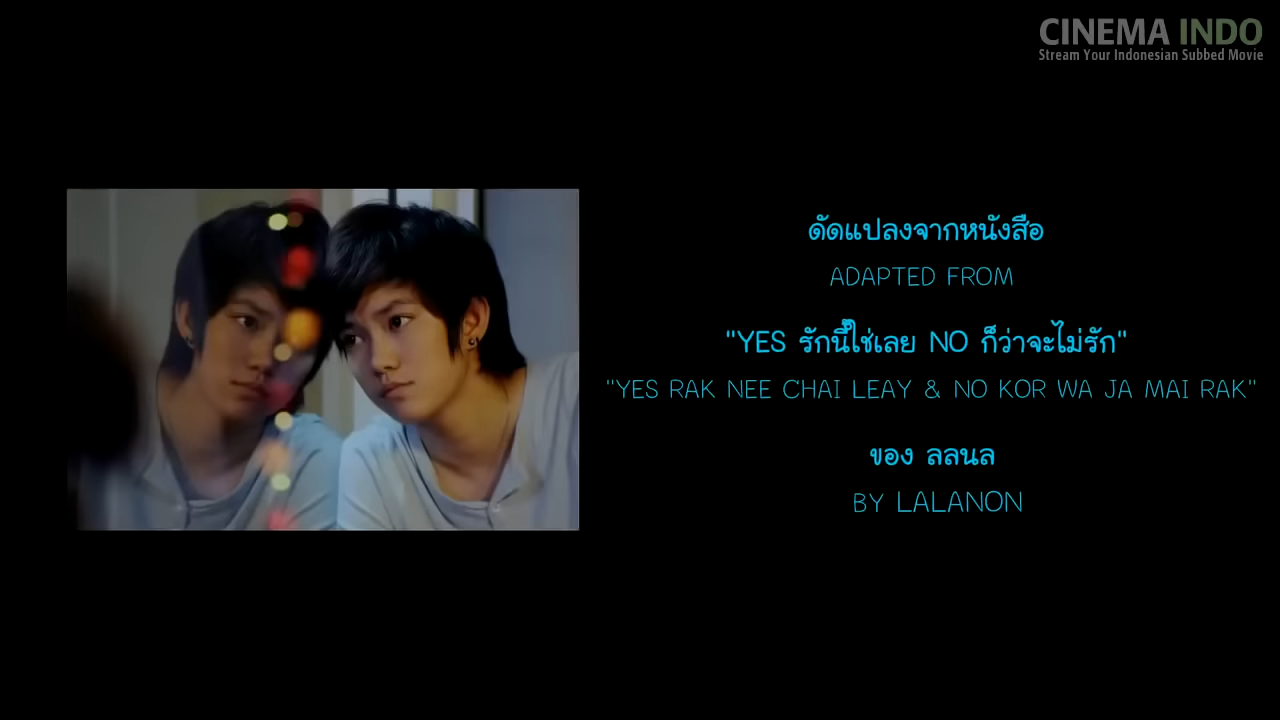 CINEMA INDO
Stream Your Indonesian Subbed Movie
ดัดแปลงจากหนังสือ
ADAPTED FROM
"YES รักนี้ใช่เลย NO ก็ว่าจะไม่รัก"
"YES RAK NEE CHAI LEAY & NO KOR WA JA MAI RAK"
ของ ลลนล
BY LALANON